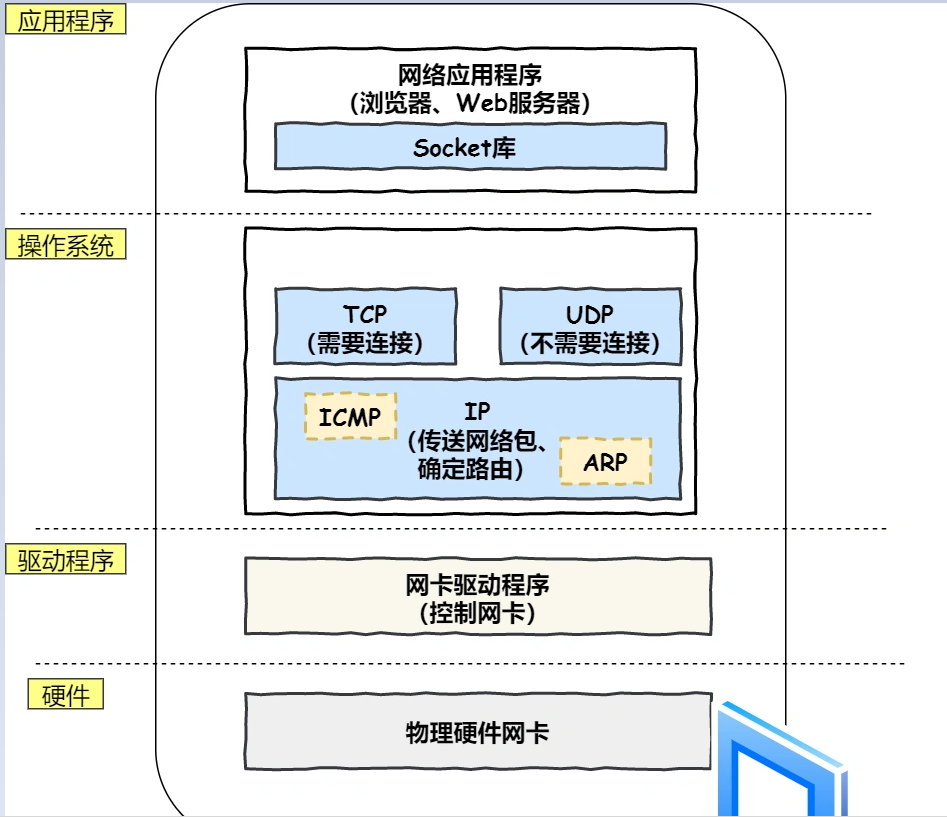 应用程序
网络应用程序
(浏览器、Web服务器)
Socket库
操作系统
TCP
(需要连接)
UDP
(不需要连接)
ICMP
IP
(传送网络包、
确定路由)
ARP
驱动程序
网卡驱动程序
(控制网卡)
硬件
物理硬件网卡